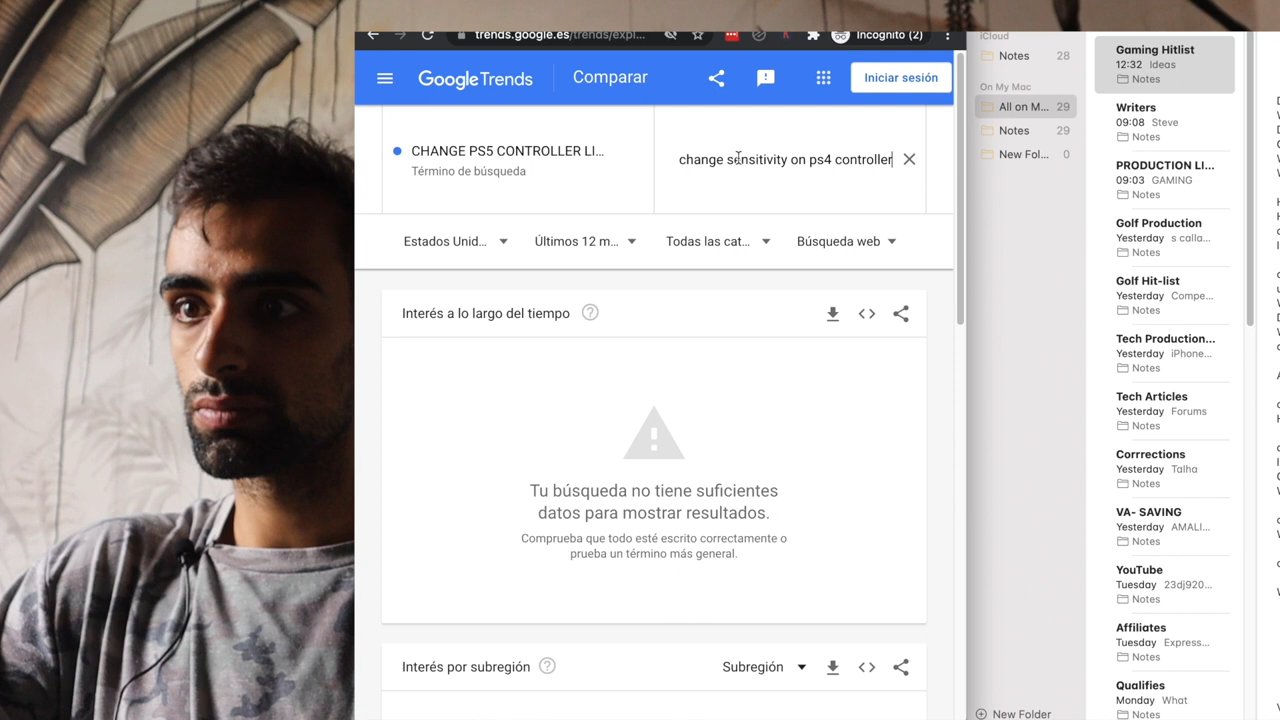 trends.google.es/trends/expl...
Incognito (2)
Google Trends
Comparar
Iniciar sesión
CHANGE PS5 CONTROLLER LI...
Término de búsqueda
change sensitivity on ps4 controller
Estados Unid...
Últimos 12 m...
Todas las cat...
Búsqueda web
Interés a lo largo del tiempo
Tu búsqueda no tiene suficientes
datos para mostrar resultados.
Comprueba que todo esté escrito correctamente o
prueba un término más general.
Interés por subregión
Subregión
iCloud
Notes 28
On My Mac
All on M... 29
Notes 29
New Fol... 0
New Folder
Gaming Hitlist
12:32 Ideas
Notes
Writers
09:08 Steve
Notes
PRODUCTION LI...
09:03 GAMING
Notes
Golf Production
Yesterday s calla...
Notes
Golf Hit-list
Yesterday Compe...
Notes
Tech Production...
Yesterday iPhone...
Notes
Tech Articles
Yesterday Forums
Notes
Corrrections
Yesterday Talha
Notes
VA- SAVING
Yesterday AMALI...
Notes
YouTube
Tuesday 23dj920...
Notes
Affiliates
Tuesday Express...
Notes
Qualifies
Monday What
Notes